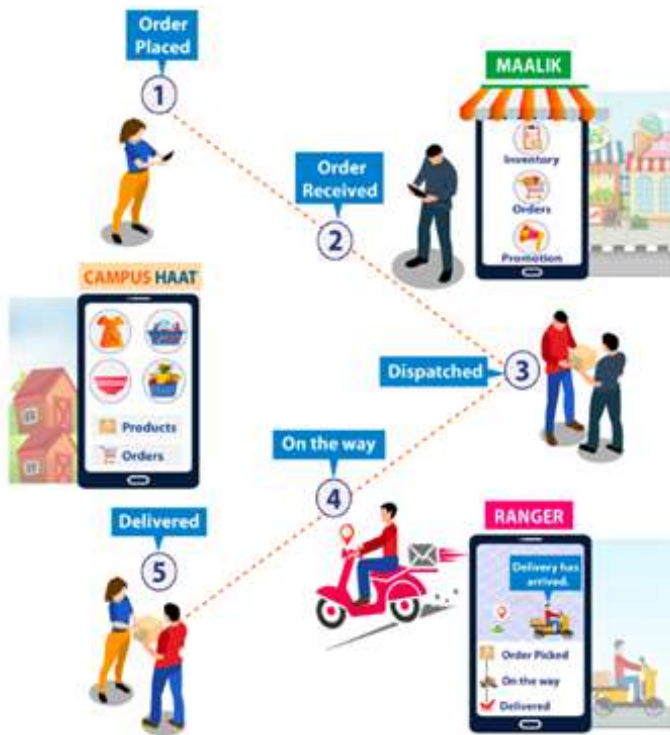 Order
Placed
1
MAALIK
Inventory
Orders
Promotion
Order
Received
2
CAMPUS HAAT
Products
Orders
Dispatched
3
On the way
4
Delivered
5
RANGER
Delivery has
arrived.
Order Picked
On the way
Delivered